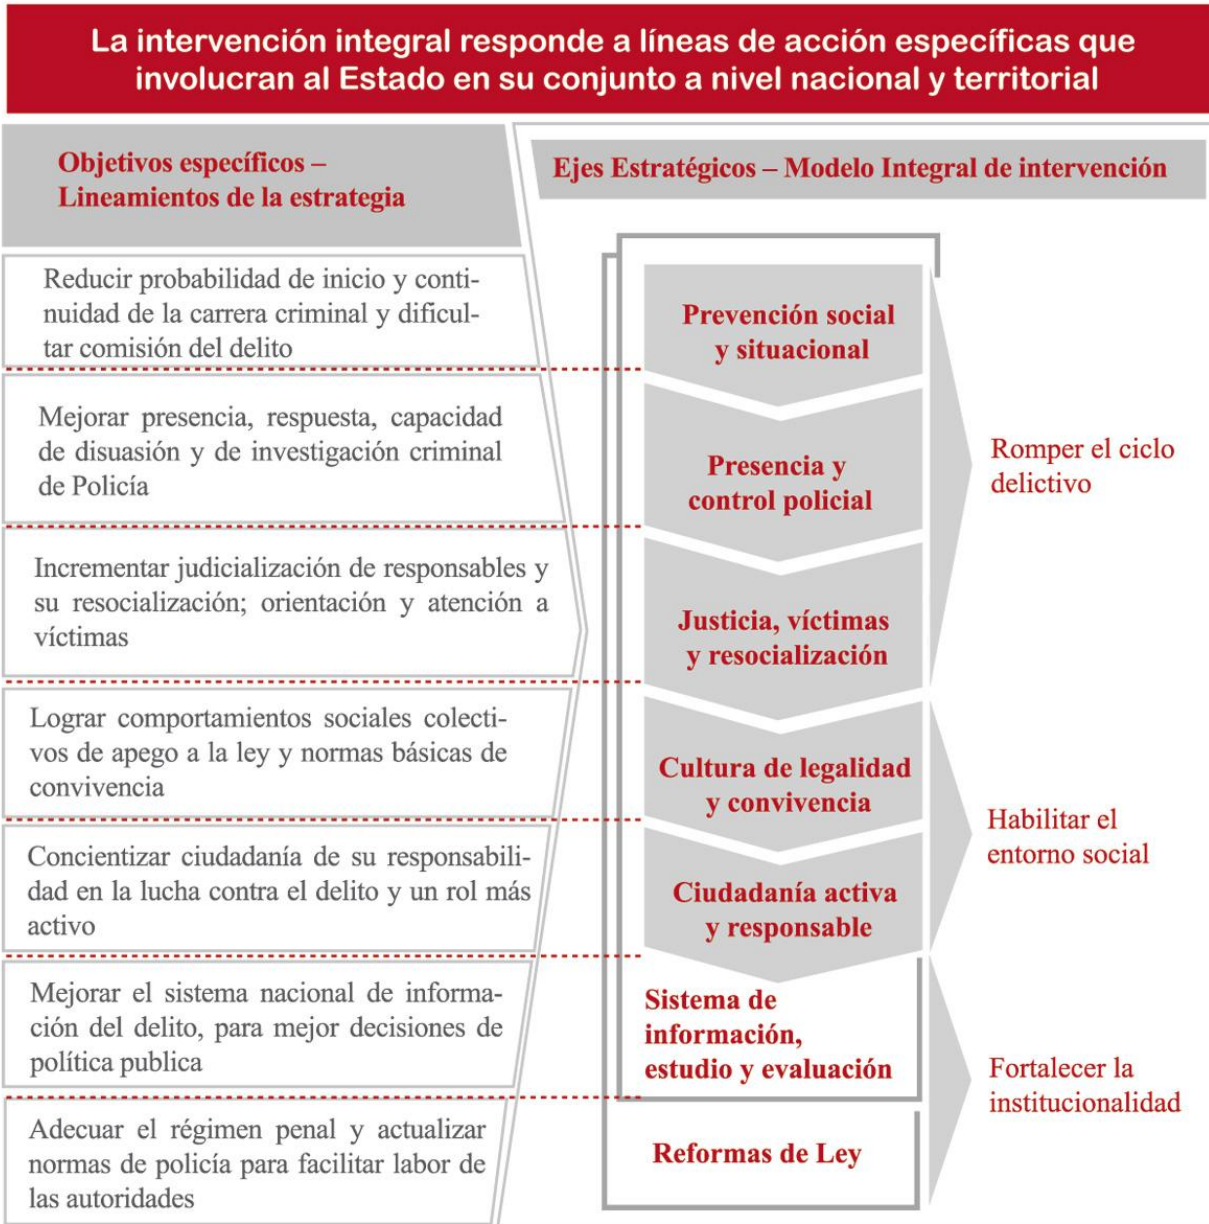 La intervención integral responde a líneas de acción específicas que
involucran al Estado en su conjunto a nivel nacional y territorial
Objetivos específicos –
Lineamientos de la estrategia
Ejes Estratégicos – Modelo Integral de intervención
Reducir probabilidad de inicio y conti-
nuidad de la carrera criminal y dificul-
tar comisión del delito
Prevención social
y situacional
Mejorar presencia, respuesta, capacidad
de disuasión y de investigación criminal
de Policía
Presencia y
control policial
Romper el ciclo
delictivo
Incrementar judicialización de responsables y
su resocialización; orientación y atención a
víctimas
Justicia, víctimas
y resocialización
Lograr comportamientos sociales colecti-
vos de apego a la ley y normas básicas de
convivencia
Cultura de legalidad
y convivencia
Habilitar el
entorno social
Concientizar ciudadanía de su responsabili-
dad en la lucha contra el delito y un rol más
activo
Ciudadanía activa
y responsable
Mejorar el sistema nacional de informa-
ción del delito, para mejor decisiones de
política publica
Sistema de
información,
estudio y evaluación
Fortalecer la
institucionalidad
Adecuar el régimen penal y actualizar
normas de policía para facilitar labor de
las autoridades
Reformas de Ley